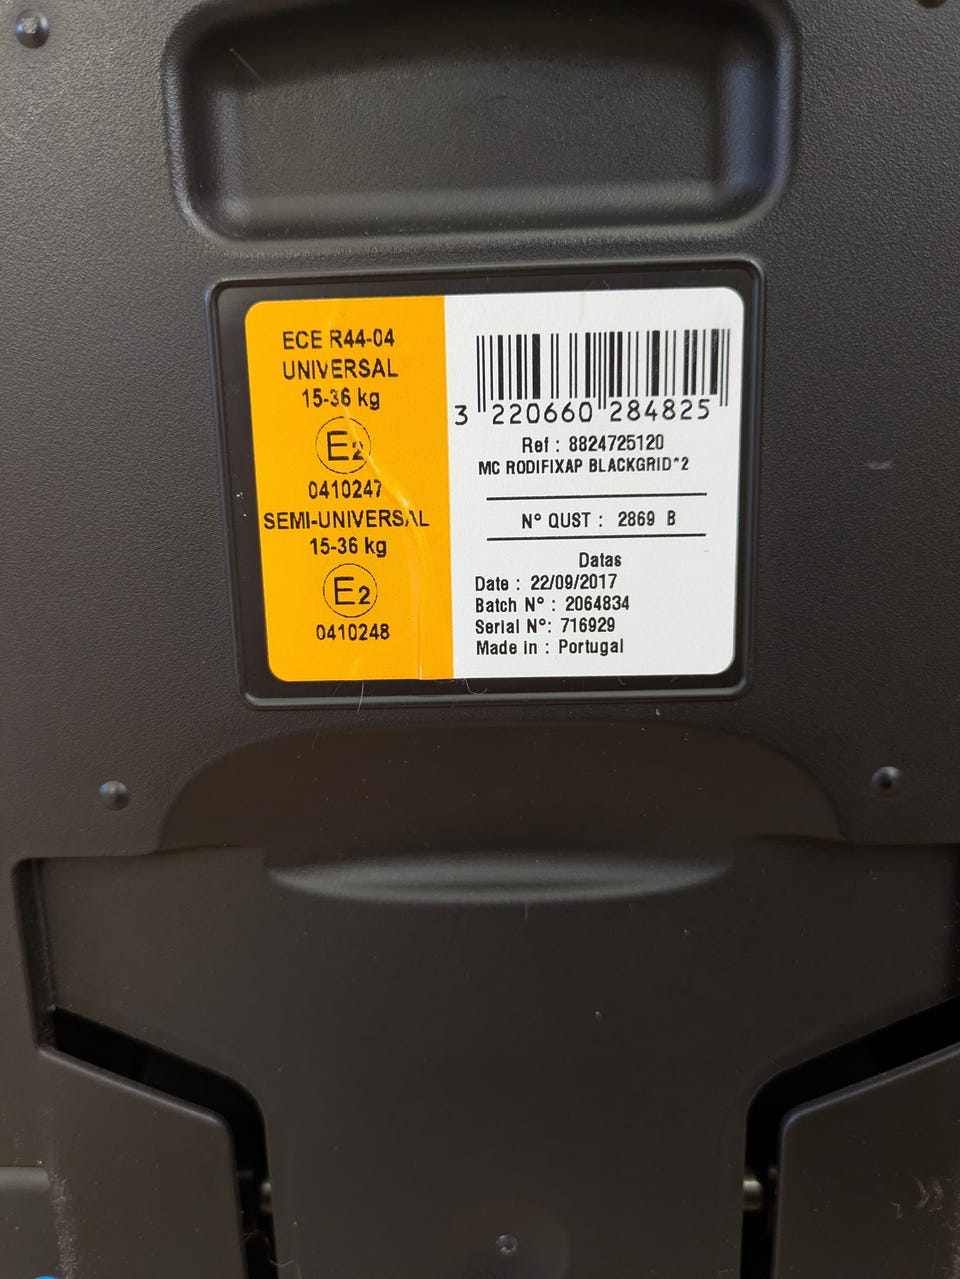 ECE R44-04
UNIVERSAL
15-36 kg
E2
0410247
SEMI-UNIVERSAL
15-36 kg
E2
0410248
3 220660 284825
Ref : 8824725120
MC RODIFIXAP BLACKGRID*2
N° QUST : 2869 B
Datas
Date : 22/09/2017
Batch N° : 2064834
Serial N°: 716929
Made in : Portugal